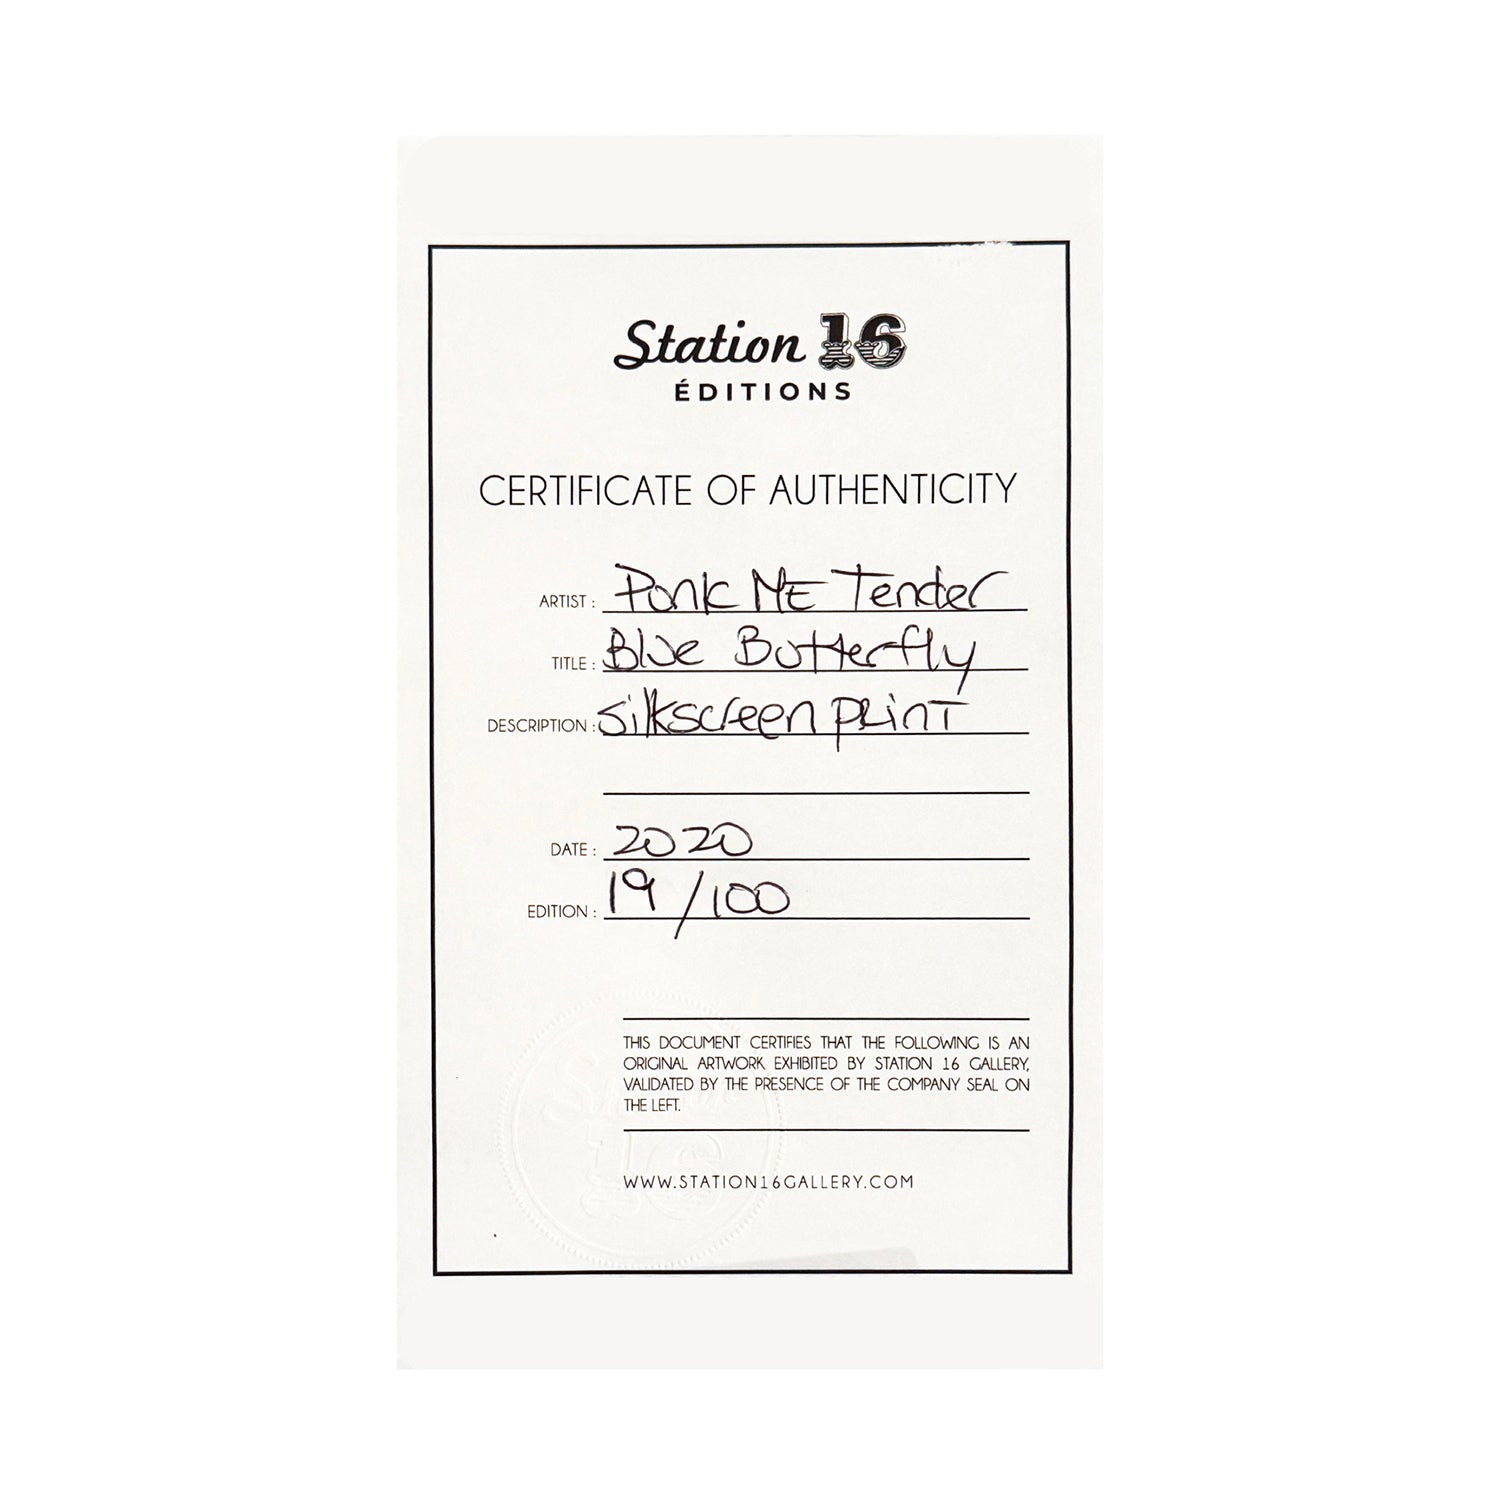 Station 16
ÉDITIONS
CERTIFICATE OF AUTHENTICITY
ARTIST : Ponk ME Tender
TITLE : Blue Butterfly
DESCRIPTION : Silkscreen print
DATE : 2020
EDITION : 19/100
THIS DOCUMENT CERTIFIES THAT THE FOLLOWING IS AN
ORIGINAL ARTWORK EXHIBITED BY STATION 16 GALLERY,
VALIDATED BY THE PRESENCE OF THE COMPANY SEAL ON
THE LEFT.
Station
16
WWW.STATION16GALLERY.COM